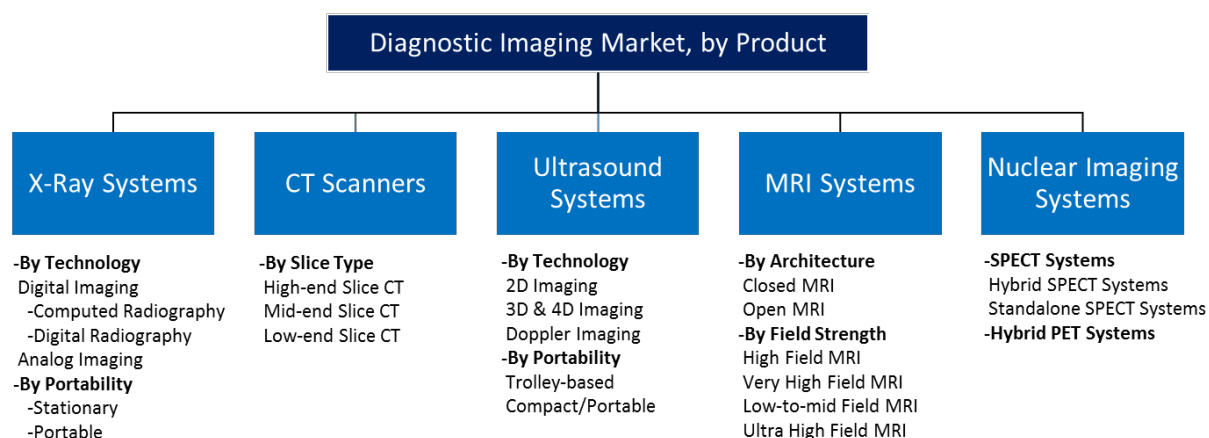 Diagnostic Imaging Market, by Product
X-Ray Systems
-By Technology
Digital Imaging
-Computed Radiography
-Digital Radiography
Analog Imaging
-By Portability
-Stationary
-Portable
CT Scanners
-By Slice Type
High-end Slice CT
Mid-end Slice CT
Low-end Slice CT
Ultrasound
Systems
-By Technology
2D Imaging
3D & 4D Imaging
Doppler Imaging
-By Portability
Trolley-based
Compact/Portable
MRI Systems
-By Architecture
Closed MRI
Open MRI
-By Field Strength
High Field MRI
Very High Field MRI
Low-to-mid Field MRI
Ultra High Field MRI
Nuclear Imaging
Systems
-SPECT Systems
Hybrid SPECT Systems
Standalone SPECT Systems
-Hybrid PET Systems